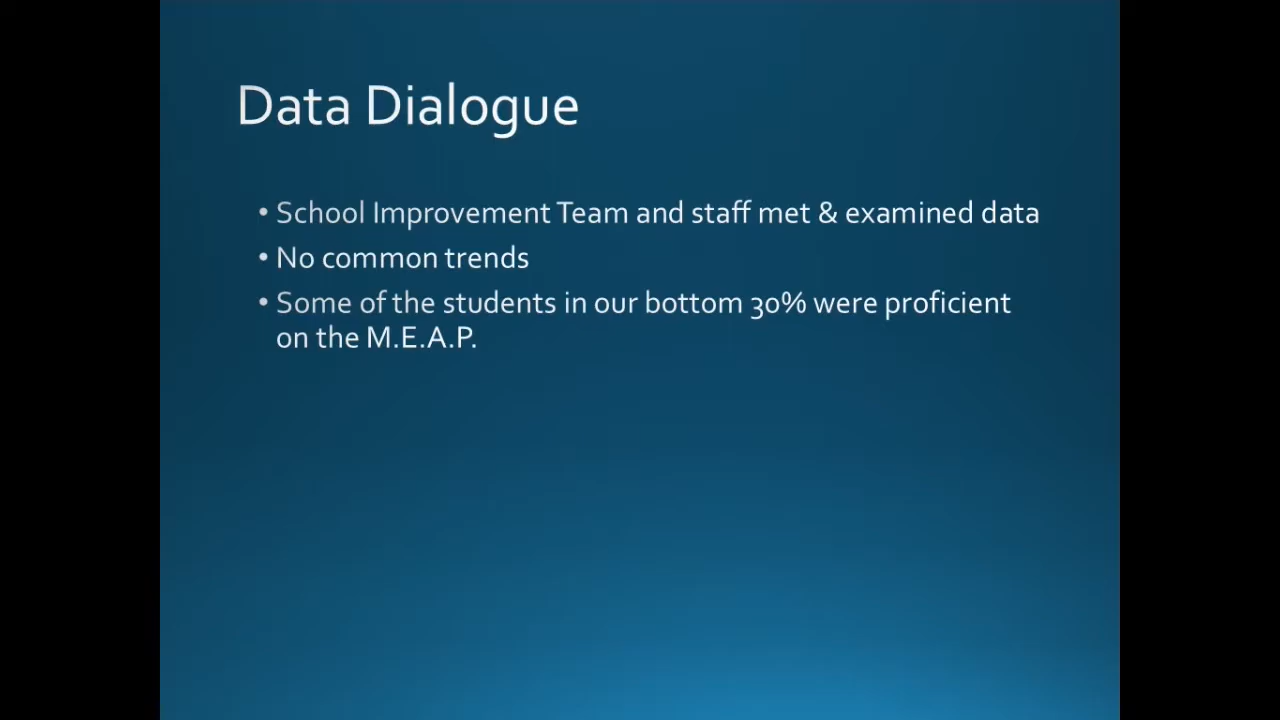 Data Dialogue
• School Improvement Team and staff met & examined data
• No common trends
• Some of the students in our bottom 30% were proficient
on the M.E.A.P.